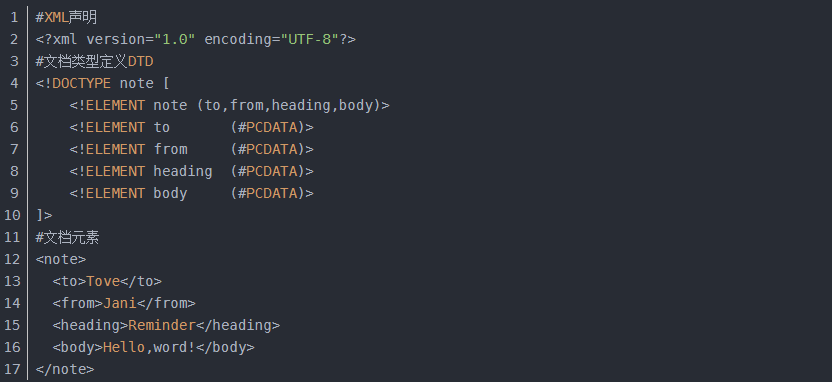 1 #XML声明
2 <?xml version="1.0" encoding="UTF-8"?>
3 #文档类型定义DTD
4 <!DOCTYPE note [
5     <!ELEMENT note (to,from,heading,body)>
6     <!ELEMENT to       (#PCDATA)>
7     <!ELEMENT from     (#PCDATA)>
8     <!ELEMENT heading  (#PCDATA)>
9     <!ELEMENT body     (#PCDATA)>
10 ]>
11 #文档元素
12 <note>
13   <to>Tove</to>
14   <from>Jani</from>
15   <heading>Reminder</heading>
16   <body>Hello,word!</body>
17 </note>